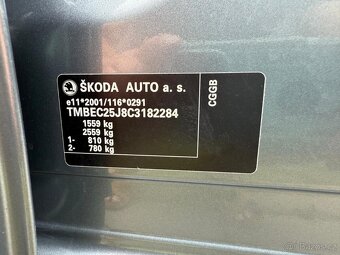 ŠKODA AUTO a. s.
e11*2001/116*0291
TMBEC25J8C3182284
1559 kg
2559 kg
1- 810 kg
2- 780 kg
CGGB